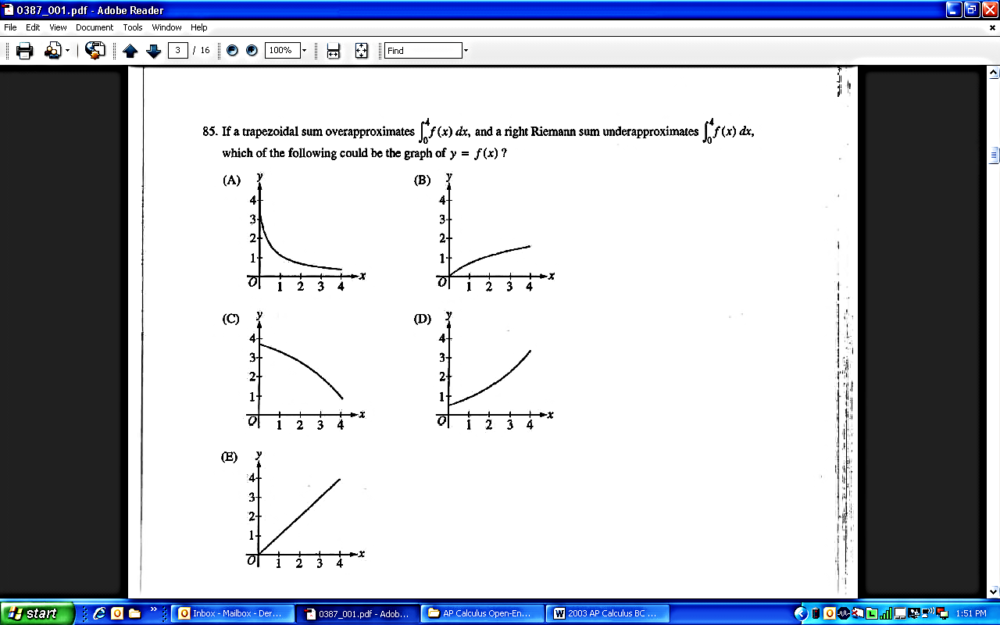 0387_001.pdf - Adobe Reader
File Edit View Document Tools Window Help
3 / 16 100% Find
85. If a trapezoidal sum overapproximates ∫₀⁴ f(x) dx, and a right Riemann sum underapproximates ∫₀⁴ f(x) dx,
which of the following could be the graph of y = f(x) ?
(A) y 4 3 2 1 O 1 2 3 4 x
(B) y 4 3 2 1 O 1 2 3 4 x
(C) y 4 3 2 1 O 1 2 3 4 x
(D) y 4 3 2 1 O 1 2 3 4 x
(E) y 4 3 2 1 O 1 2 3 4 x
start » Inbox - Mailbox - Der... 0387_001.pdf - Adob... AP Calculus Open-En... 2003 AP Calculus BC ... 1:51 PM